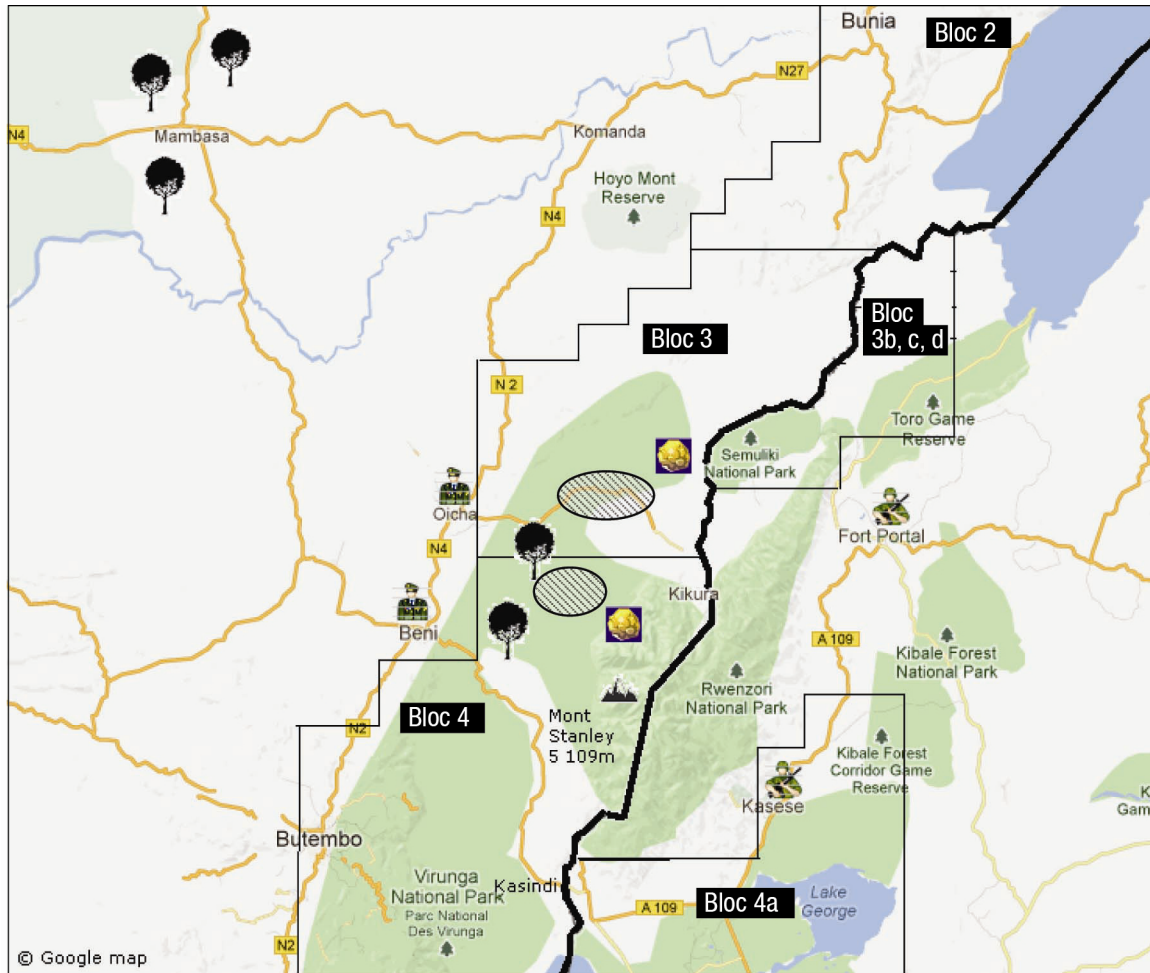 Bunia
Bloc 2
N27
N4
Mambasa
Komanda
Hoyo Mont
Reserve
N4
Bloc
3b, c, d
Bloc 3
N 2
Toro Game
Reserve
Semuliki
National Park
Oicha
Fort Portal
N4
Kikura
Beni
A 109
Kibale Forest
National Park
Rwenzori
National Park
Bloc 4
N2
Mont
Stanley
5 109m
Kibale Forest
Corridor Game
Reserve
Kasese
K
Gam
Butembo
Virunga
National Park
Parc National
Des Virunga
Kasindi
Lake
George
A 109
Bloc 4a
N2
© Google map